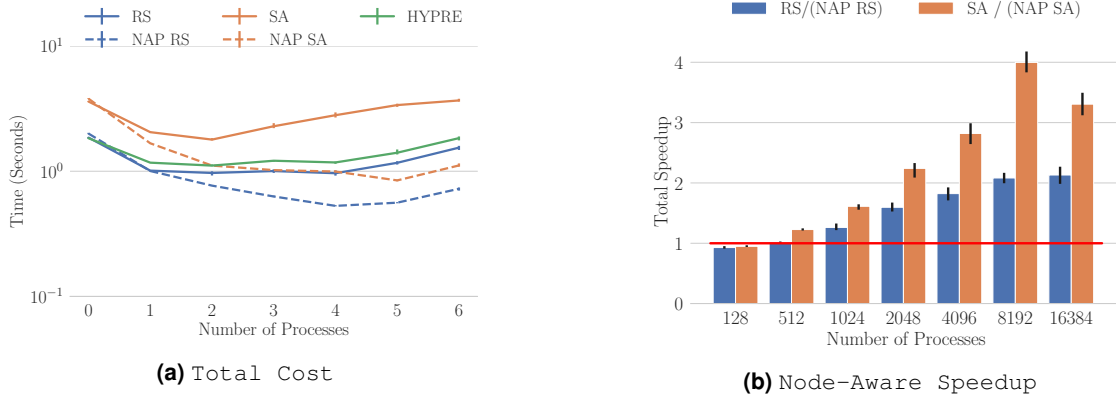 RS
SA
HYPRE
NAP RS
NAP SA
10^1
10^0
10^-1
Time (Seconds)
0 1 2 3 4 5 6
Number of Processes
(a) Total Cost
RS/(NAP RS)
SA / (NAP SA)
4
3
2
1
0
Total Speedup
128 512 1024 2048 4096 8192 16384
Number of Processes
(b) Node-Aware Speedup